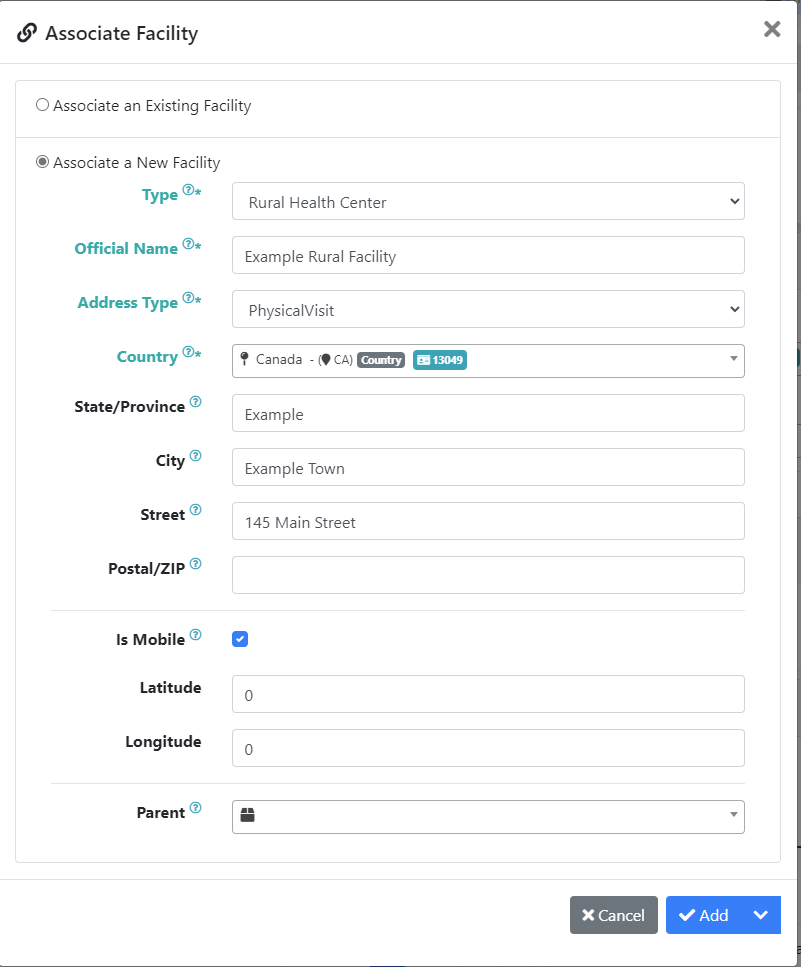 Associate Facility
Associate an Existing Facility
Associate a New Facility
Type ?* Rural Health Center
Official Name ?* Example Rural Facility
Address Type ?* PhysicalVisit
Country ?* Canada - (CA) Country 13049
State/Province ? Example
City ? Example Town
Street ? 145 Main Street
Postal/ZIP ?
Is Mobile ?
Latitude 0
Longitude 0
Parent ?
Cancel Add